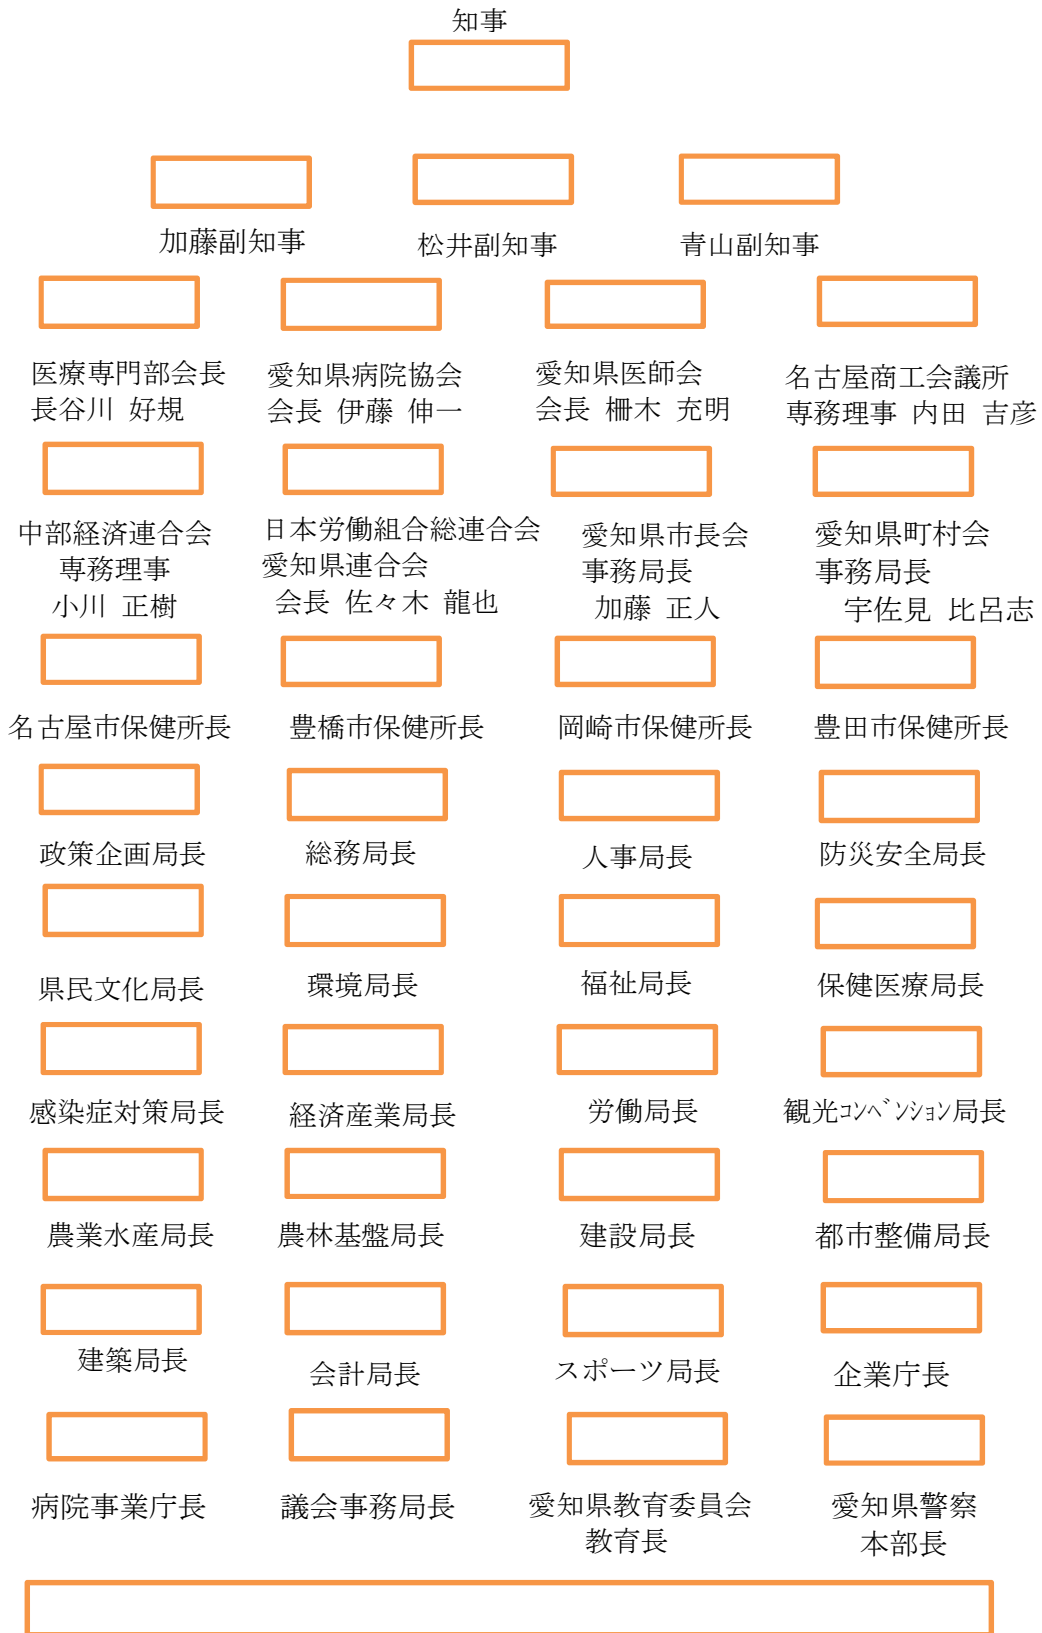 知事
加藤副知事
松井副知事
青山副知事
医療専門部会長
長谷川 好規
愛知県病院協会
会長 伊藤 伸一
愛知県医師会
会長 柵木 充明
名古屋商工会議所
専務理事 内田 吉彦
中部経済連合会
専務理事
小川 正樹
日本労働組合総連合会
愛知県連合会
会長 佐々木 龍也
愛知県市長会
事務局長
加藤 正人
愛知県町村会
事務局長
宇佐見 比呂志
名古屋市保健所長
豊橋市保健所長
岡崎市保健所長
豊田市保健所長
政策企画局長
総務局長
人事局長
防災安全局長
県民文化局長
環境局長
福祉局長
保健医療局長
感染症対策局長
経済産業局長
労働局長
観光ｺﾝﾍﾞﾝｼｮﾝ局長
農業水産局長
農林基盤局長
建設局長
都市整備局長
建築局長
会計局長
スポーツ局長
企業庁長
病院事業庁長
議会事務局長
愛知県教育委員会
教育長
愛知県警察
本部長